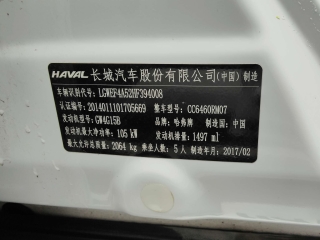 HAVAL 长城汽车股份有限公司(中国)制造
车辆识别代号: LGWEF4A52HF394008
认证: 2014011101705669 整车型号: CC6460RM07
发动机型号: GW4G15B 品牌: 哈弗牌 制造国: 中国
发动机最大净功率: 105 kW 发动机排量: 1497 ml
最大允许总质量: 2064 kg 乘坐人数: 5人 制造年月: 2017/02